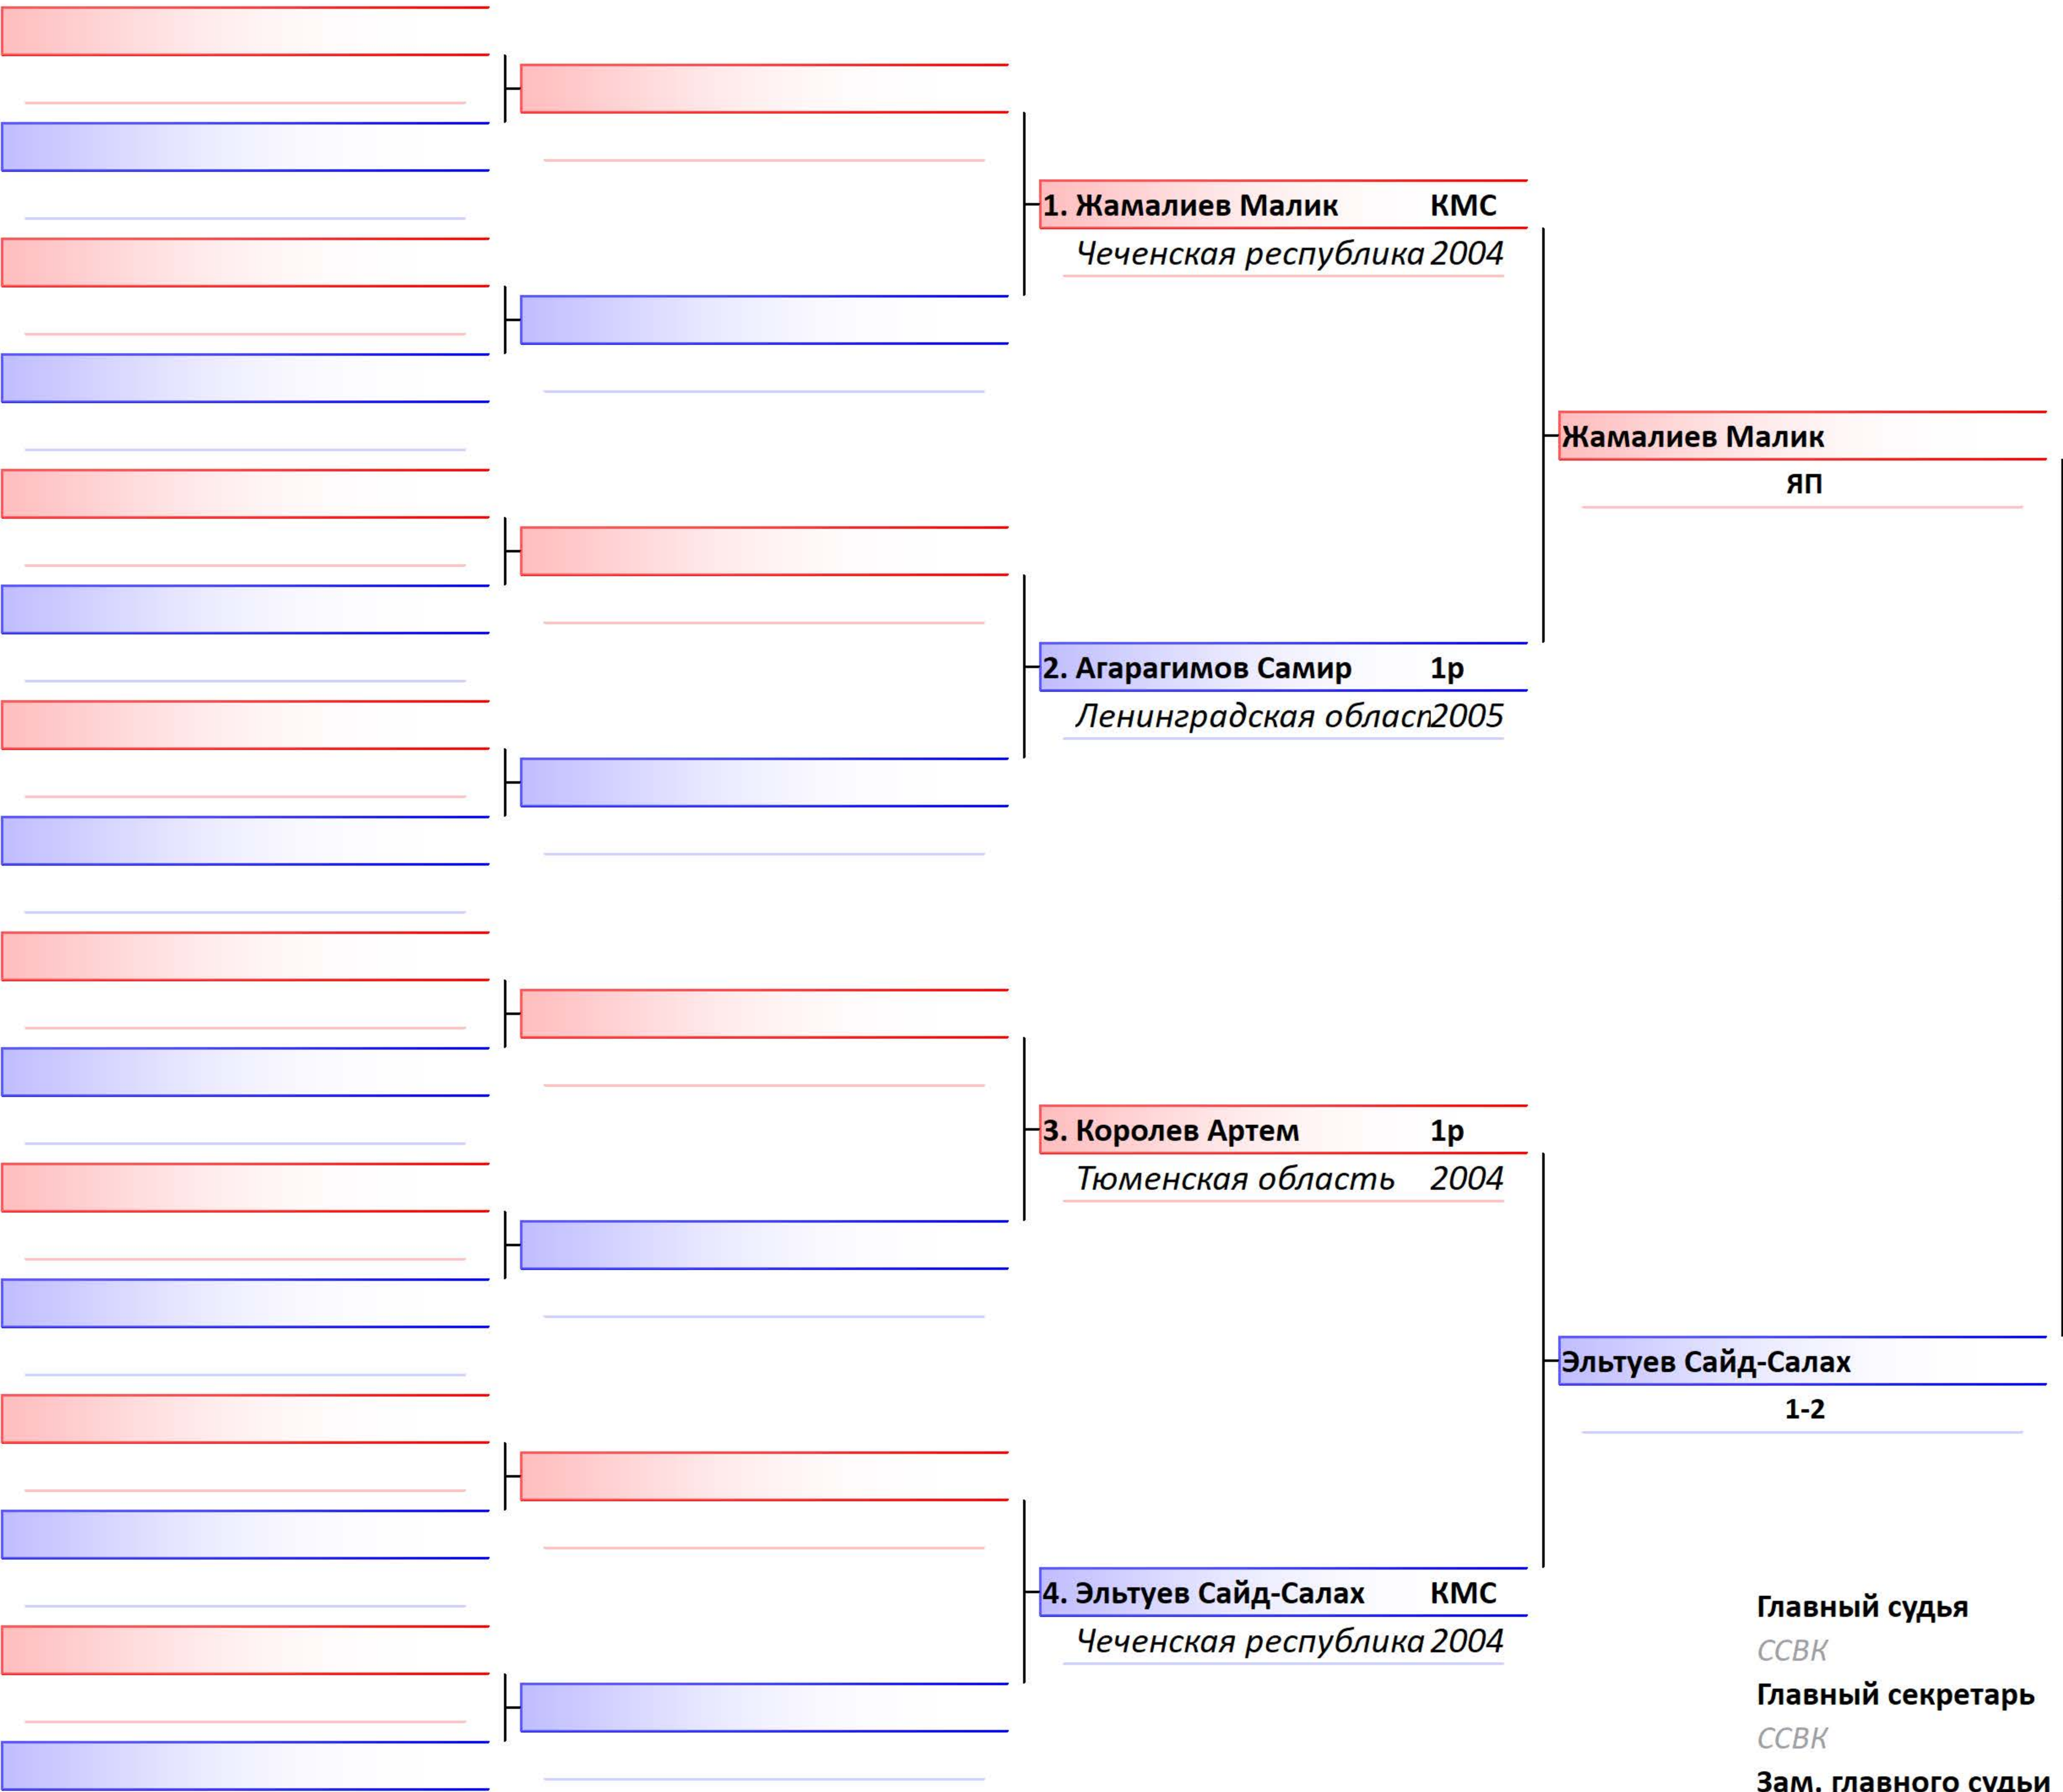 1. Жамалиев Малик КМС
Чеченская республика 2004
Жамалиев Малик
ЯП
2. Агарагимов Самир 1р
Ленинградская област 2005
3. Королев Артем 1р
Тюменская область 2004
Эльтуев Сайд-Салах
1-2
4. Эльтуев Сайд-Салах КМС
Чеченская республика 2004
Главный судья
ССВК
Главный секретарь
ССВК
Зам. главного судьи